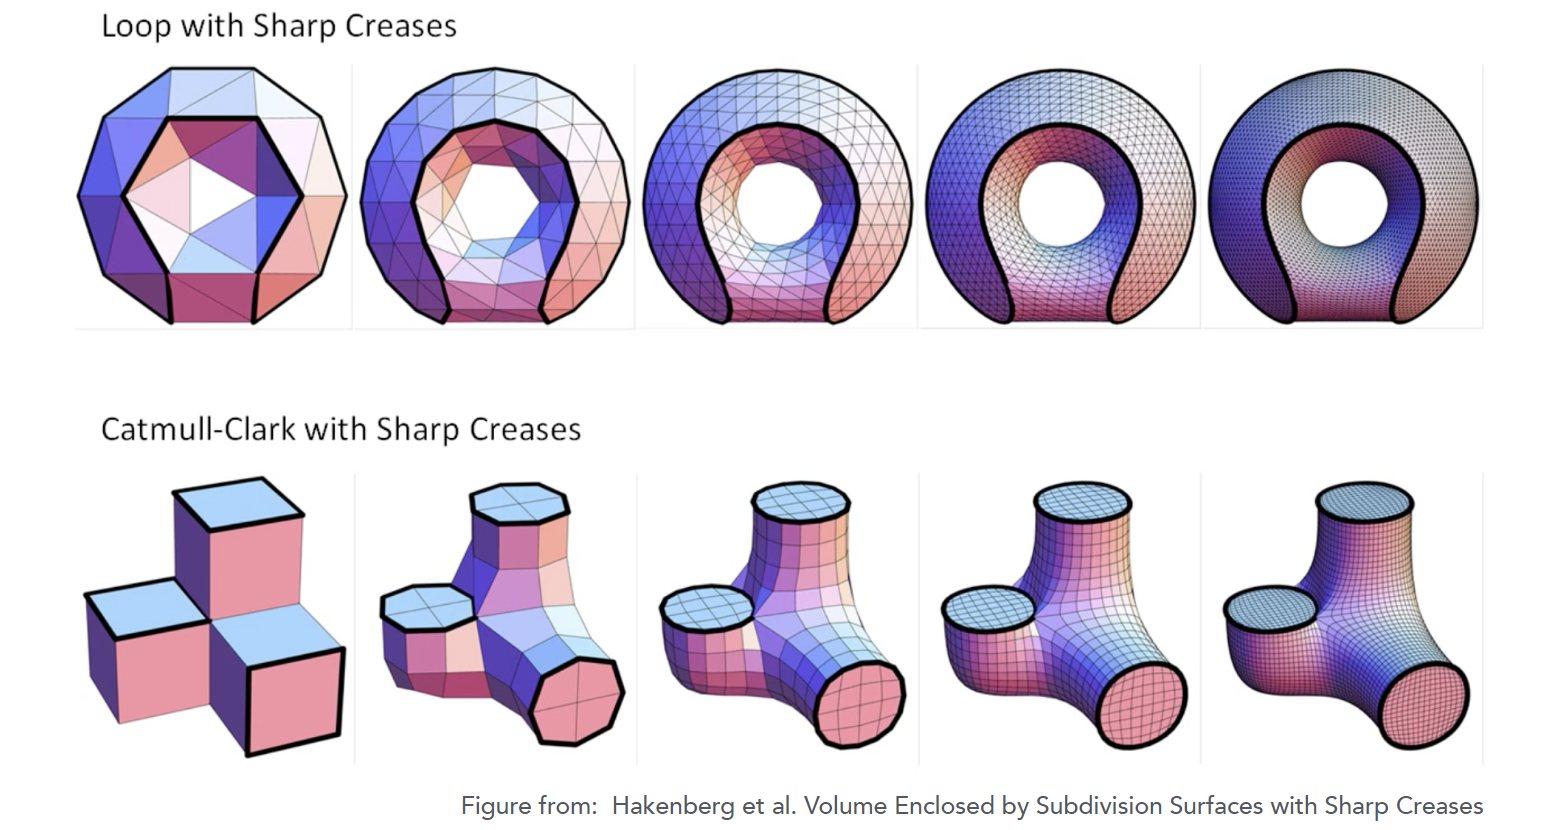 Loop with Sharp Creases
Catmull-Clark with Sharp Creases
Figure from:  Hakenberg et al. Volume Enclosed by Subdivision Surfaces with Sharp Creases